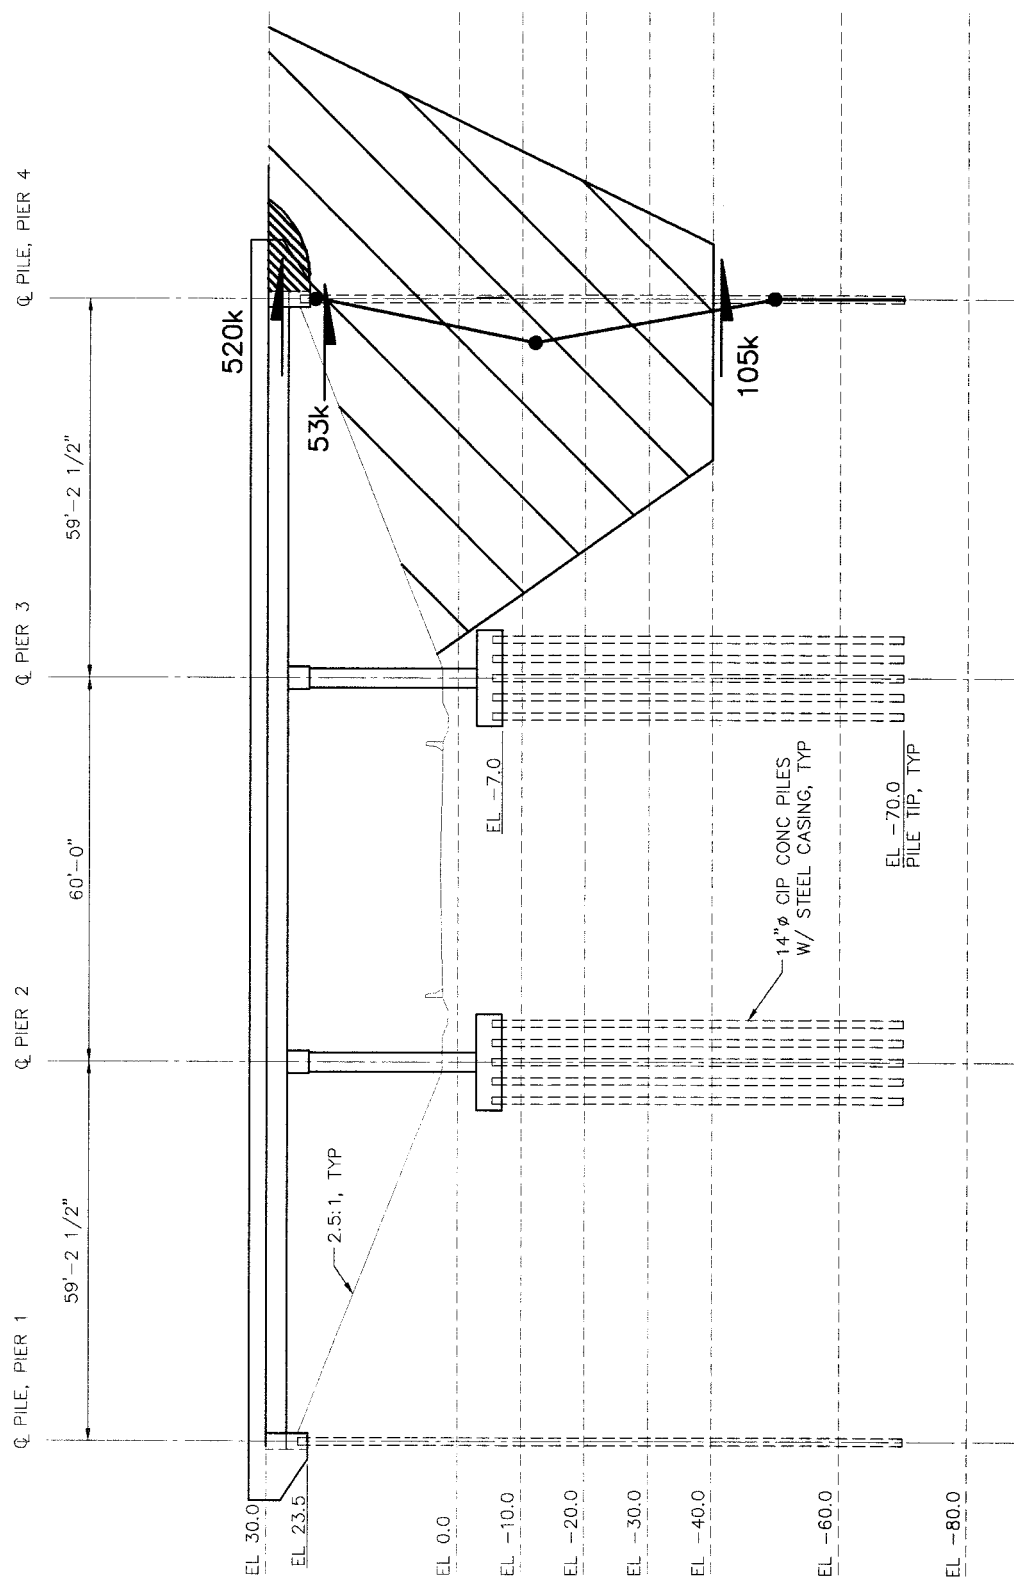 ℄ PILE, PIER 1
℄ PIER 2
℄ PIER 3
℄ PILE, PIER 4
59'-2 1/2"
60'-0"
59'-2 1/2"
520k
53k
105k
2.5:1, TYP
EL 30.0
EL 23.5
EL 0.0
EL -10.0
EL -20.0
EL -30.0
EL -40.0
EL -60.0
EL -80.0
EL -7.0
14"ø CIP CONC PILES
W/ STEEL CASING, TYP
EL -70.0
PILE TIP, TYP